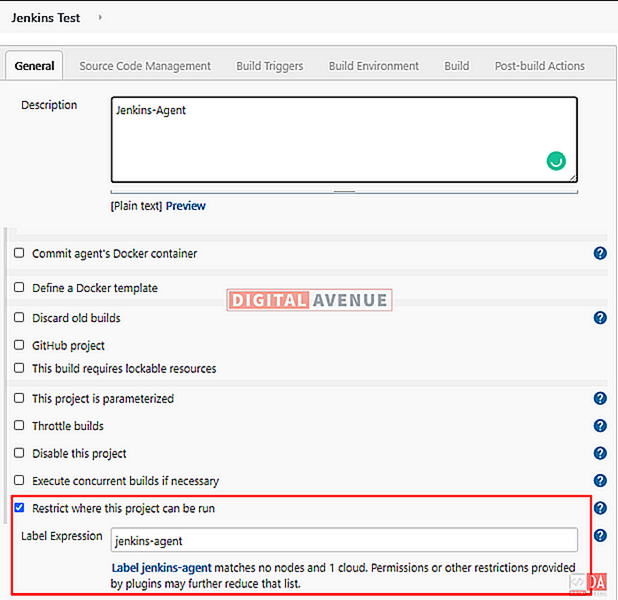 Jenkins Test
General Source Code Management Build Triggers Build Environment Build Post-build Actions
Description
Jenkins-Agent
[Plain text] Preview
Commit agent's Docker container
Define a Docker template
DIGITAL AVENUE
Discard old builds
GitHub project
This build requires lockable resources
This project is parameterized
Throttle builds
Disable this project
Execute concurrent builds if necessary
Restrict where this project can be run
Label Expression
jenkins-agent
Label jenkins-agent matches no nodes and 1 cloud. Permissions or other restrictions provided
by plugins may further reduce that list.
DA